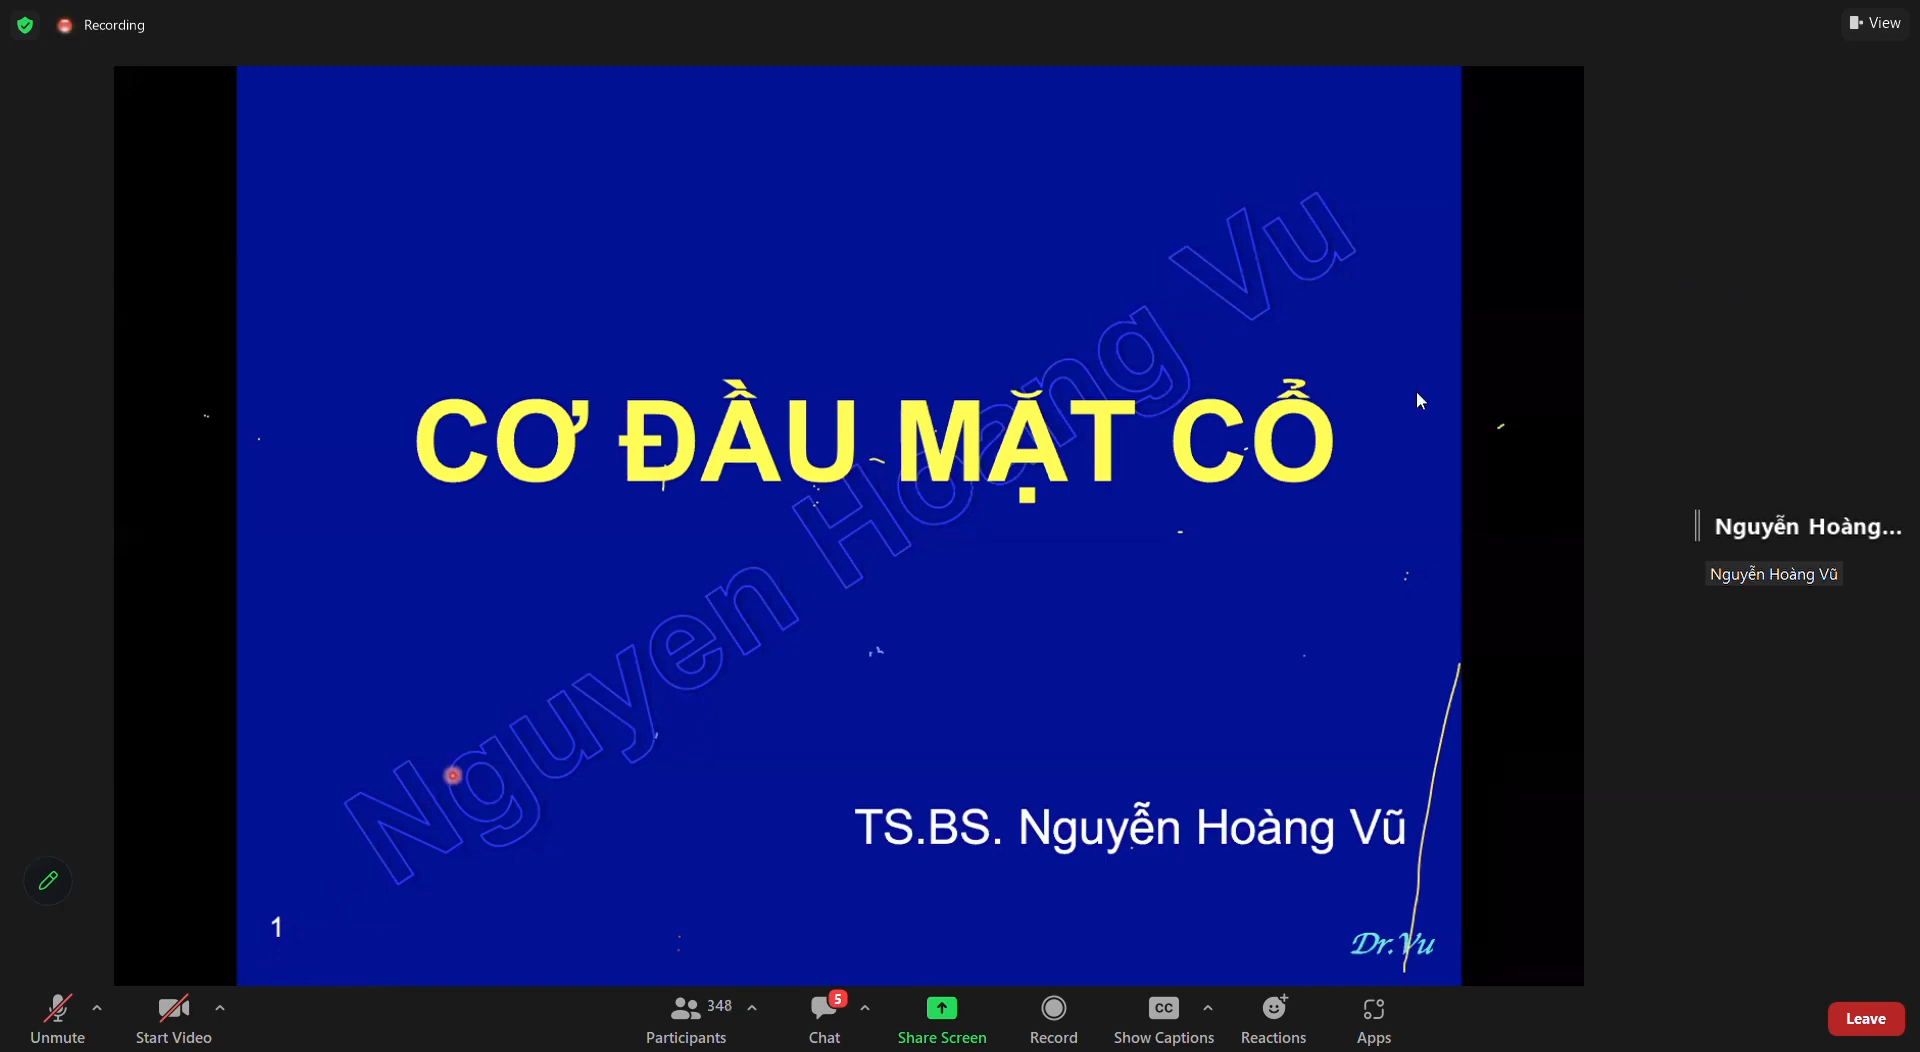 Recording
View
Nguyen Hoang Vu
CƠ ĐẦU MẶT CỔ
Nguyễn Hoàng...
Nguyễn Hoàng Vũ
TS.BS. Nguyễn Hoàng Vũ
1
Dr.Vu
348
5
CC
Unmute
Start Video
Participants
Chat
Share Screen
Record
Show Captions
Reactions
Apps
Leave